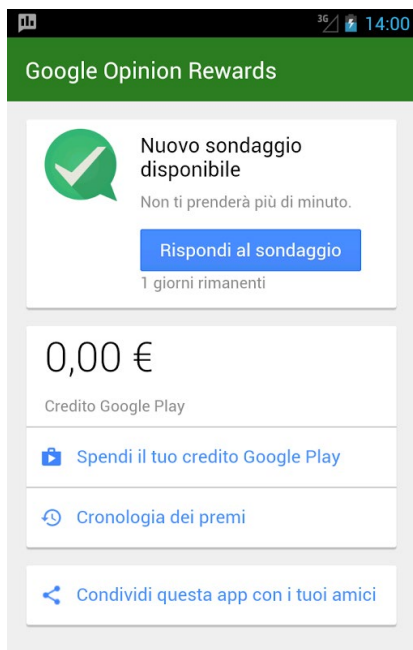 3G 14:00
Google Opinion Rewards
Nuovo sondaggio
disponibile
Non ti prenderà più di minuto.
Rispondi al sondaggio
1 giorni rimanenti
0,00 €
Credito Google Play
Spendi il tuo credito Google Play
Cronologia dei premi
Condividi questa app con i tuoi amici